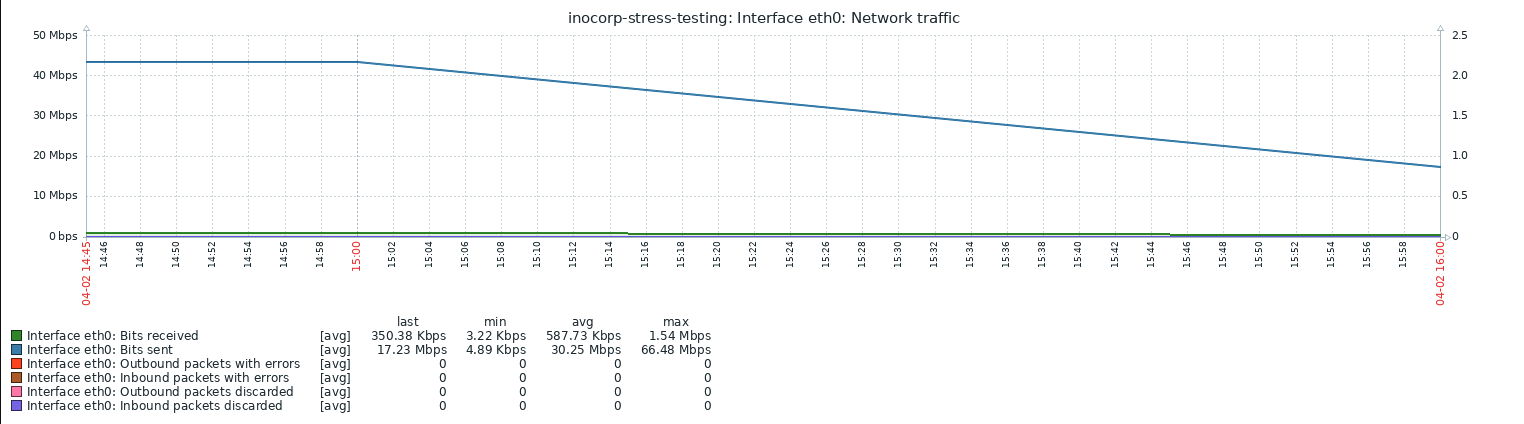 inocorp-stress-testing: Interface eth0: Network traffic
50 Mbps 2.5
40 Mbps 2.0
30 Mbps 1.5
20 Mbps 1.0
10 Mbps 0.5
0 bps 0
04-02 14:45 14:46 14:48 14:50 14:52 14:54 14:56 14:58 15:00 15:02 15:04 15:06 15:08 15:10 15:12 15:14 15:16 15:18 15:20 15:22 15:24 15:26 15:28 15:30 15:32 15:34 15:36 15:38 15:40 15:42 15:44 15:46 15:48 15:50 15:52 15:54 15:56 15:58 04-02 16:00
last min avg max
Interface eth0: Bits received [avg] 350.38 Kbps 3.22 Kbps 587.73 Kbps 1.54 Mbps
Interface eth0: Bits sent [avg] 17.23 Mbps 4.89 Kbps 30.25 Mbps 66.48 Mbps
Interface eth0: Outbound packets with errors [avg] 0 0 0 0
Interface eth0: Inbound packets with errors [avg] 0 0 0 0
Interface eth0: Outbound packets discarded [avg] 0 0 0 0
Interface eth0: Inbound packets discarded [avg] 0 0 0 0